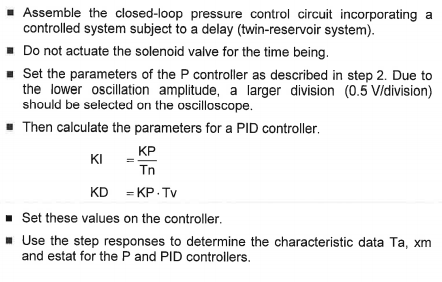 ▪ Assemble the closed-loop pressure control circuit incorporating a
controlled system subject to a delay (twin-reservoir system).
▪ Do not actuate the solenoid valve for the time being.
▪ Set the parameters of the P controller as described in step 2. Due to
the lower oscillation amplitude, a larger division (0.5 V/division)
should be selected on the oscilloscope.
▪ Then calculate the parameters for a PID controller.
KI = KP
Tn
KD = KP · Tv
▪ Set these values on the controller.
▪ Use the step responses to determine the characteristic data Ta, xm
and estat for the P and PID controllers.